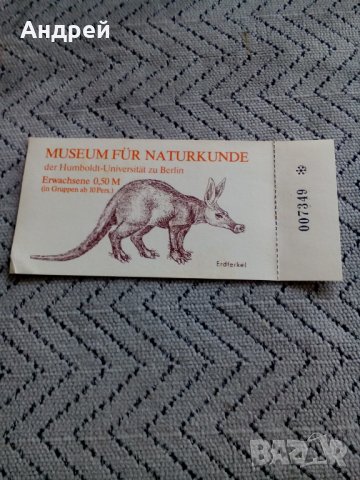 Андрей
MUSEUM FÜR NATURKUNDE
der Humboldt-Universität zu Berlin
Erwachsene 0,50 M
(in Gruppen ab 10 Pers.)
Erdferkel
007349 *
BAZAR